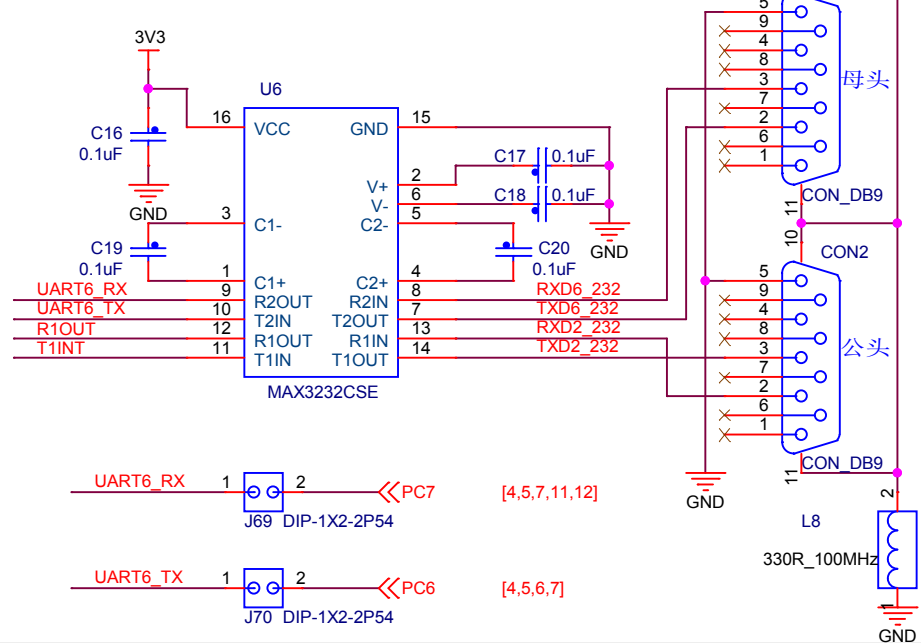 3V3
U6
16
VCC
GND
15
C16
0.1uF
GND
2
V+
C17
0.1uF
6
V-
C18
0.1uF
3
C1-
5
C2-
GND
C19
0.1uF
C20
0.1uF
1
C1+
4
C2+
UART6_RX
9
R2OUT
R2IN
8
RXD6_232
UART6_TX
10
T2IN
T2OUT
7
TXD6_232
R1OUT
12
R1OUT
R1IN
13
RXD2_232
T1INT
11
T1IN
T1OUT
14
TXD2_232
MAX3232CSE
5
9
4
8
3
7
2
6
1
母头
CON_DB9
11
10
CON2
5
9
4
8
3
7
2
6
1
公头
CON_DB9
11
GND
UART6_RX
1
2
PC7
[4,5,7,11,12]
J69 DIP-1X2-2P54
UART6_TX
1
2
PC6
[4,5,6,7]
J70 DIP-1X2-2P54
L8
2
330R_100MHz
1
GND